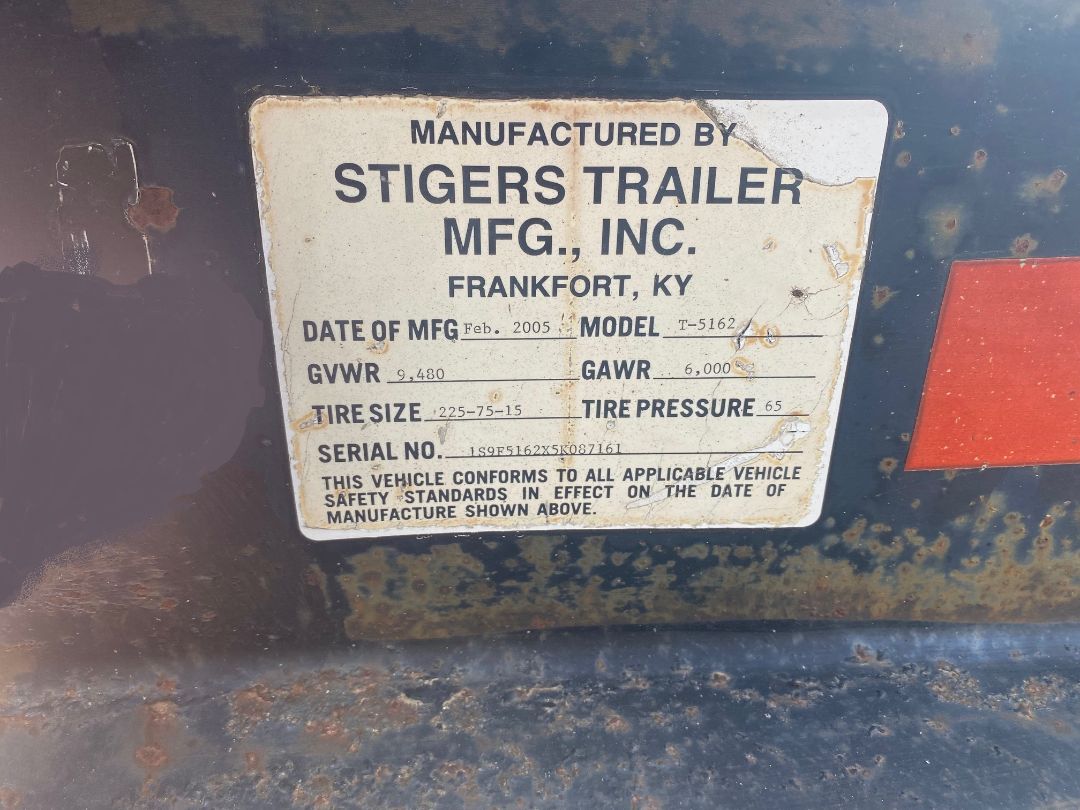 MANUFACTURED BY
STIGERS TRAILER
MFG., INC.
FRANKFORT, KY
DATE OF MFG Feb. 2005 MODEL T-5162
GVWR 9,480 GAWR 6,000
TIRE SIZE 225-75-15 TIRE PRESSURE 65
SERIAL NO. 1S9F5162X5K087161
THIS VEHICLE CONFORMS TO ALL APPLICABLE VEHICLE
SAFETY STANDARDS IN EFFECT ON THE DATE OF
MANUFACTURE SHOWN ABOVE.